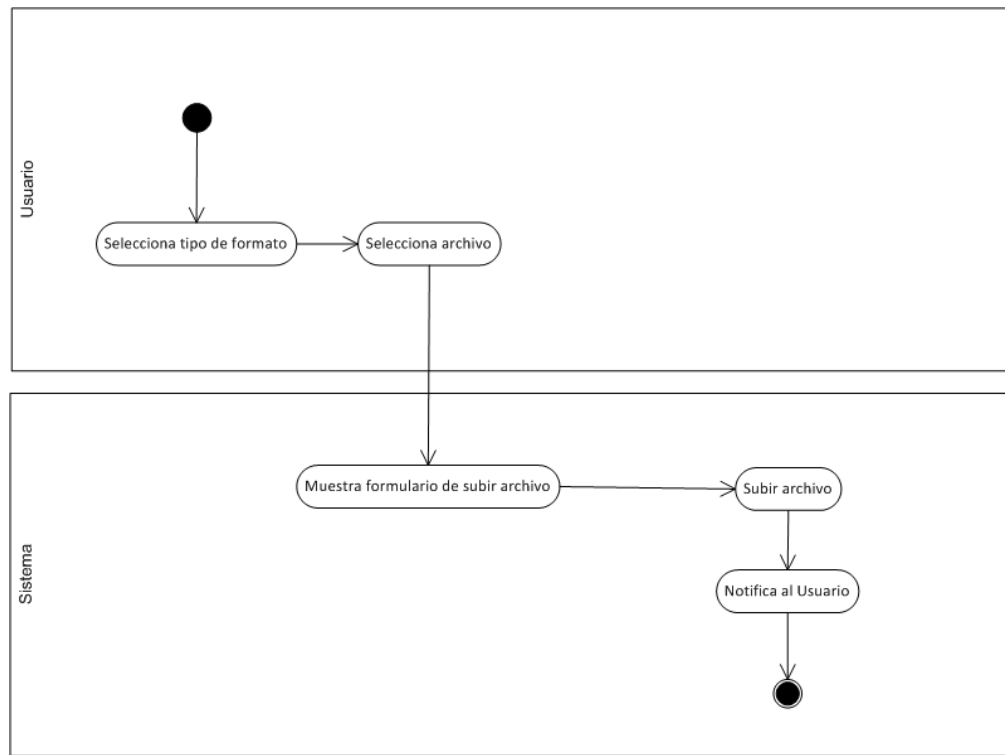 Usuario
Selecciona tipo de formato
Selecciona archivo
Sistema
Muestra formulario de subir archivo
Subir archivo
Notifica al Usuario